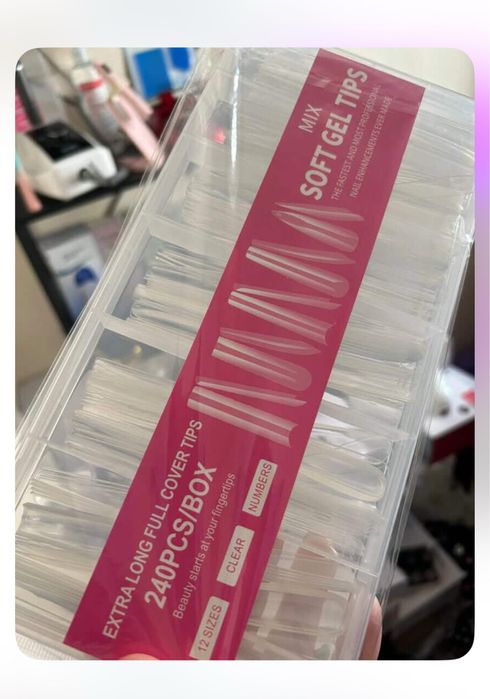 MIX
SOFT GEL TIPS
THE FASTEST AND MOST PROFESSIONAL
NAIL ENHANCEMENTS EVER MADE
EXTRA LONG FULL COVER TIPS
240PCS/BOX
Beauty starts at your fingertips
12 SIZES
CLEAR
NUMBERS